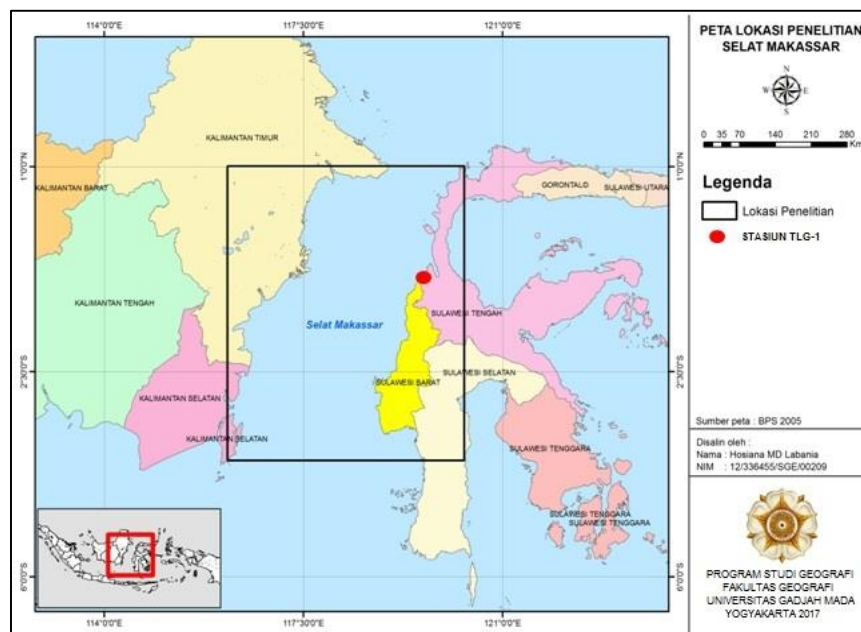 114°0'0"E 117°30'0"E 121°0'0"E
1°0'0"N
2°30'0"S
6°0'0"S
1°0'0"N
2°30'0"S
6°0'0"S
114°0'0"E 117°30'0"E 121°0'0"E
KALIMANTAN TIMUR
KALIMANTAN BARAT
GORONTALO
SULAWESI UTARA
KALIMANTAN TENGAH
SULAWESI TENGAH
Selat Makassar
SULAWESI SELATAN
SULAWESI BARAT
KALIMANTAN SELATAN
KALIMANTAN SELATAN
SULAWESI TENGGARA
SULAWESI TENGGARA
SULAWESI TENGGARA
PETA LOKASI PENELITIAN
SELAT MAKASSAR
N
W E
S
0 35 70 140 210 280
Km
Legenda
Lokasi Penelitian
STASIUN TLG-1
Sumber peta : BPS 2005
Disalin oleh :
Nama : Hosiana MD Labania
NIM : 12/336455/SGE/00209
PROGRAM STUDI GEOGRAFI
FAKULTAS GEOGRAFI
UNIVERSITAS GADJAH MADA
YOGYAKARTA 2017